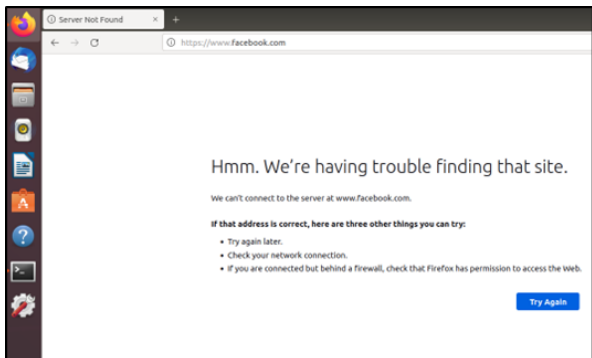 Server Not Found
https://www.facebook.com
Hmm. We're having trouble finding that site.
We can't connect to the server at www.facebook.com.
If that address is correct, here are three other things you can try:
• Try again later.
• Check your network connection.
• If you are connected but behind a firewall, check that Firefox has permission to access the Web.
Try Again